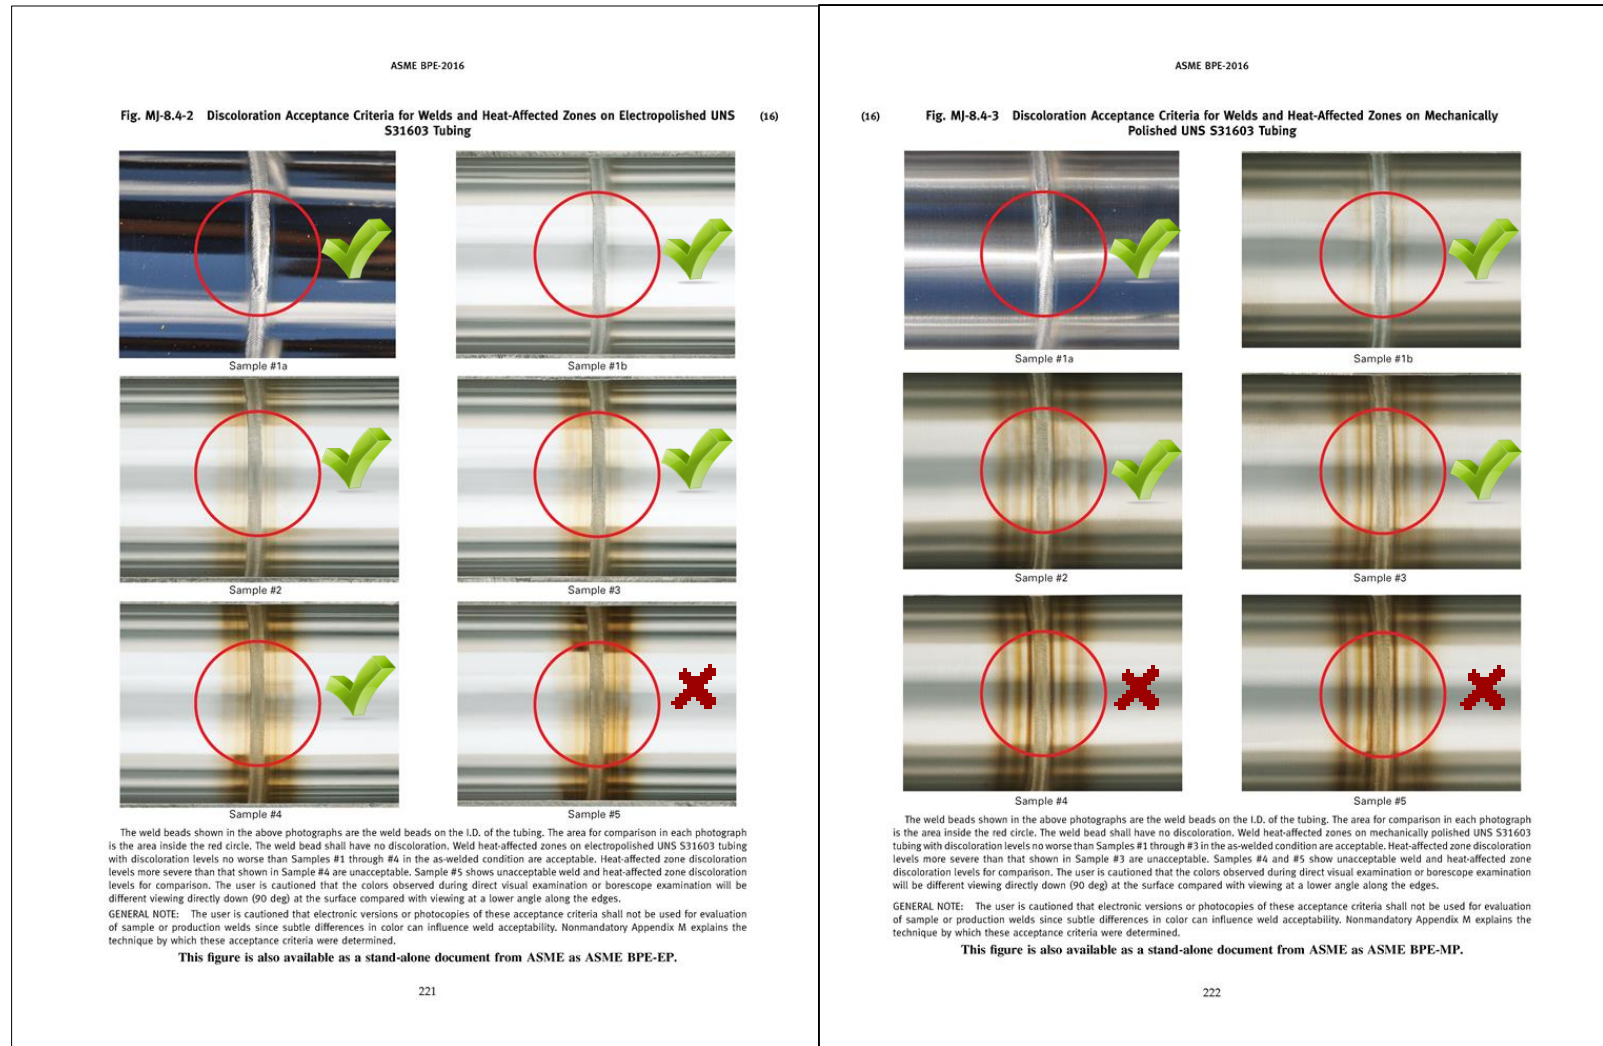 ASME BPE-2016
Fig. MJ-8.4-2 Discoloration Acceptance Criteria for Welds and Heat-Affected Zones on Electropolished UNS (16)
S31603 Tubing
Sample #1a
Sample #1b
Sample #2
Sample #3
Sample #4
Sample #5
The weld beads shown in the above photographs are the weld beads on the I.D. of the tubing. The area for comparison in each photograph
is the area inside the red circle. The weld bead shall have no discoloration. Weld heat-affected zones on electropolished UNS S31603 tubing
with discoloration levels no worse than Samples #1 through #4 in the as-welded condition are acceptable. Heat-affected zone discoloration
levels more severe than that shown in Sample #4 are unacceptable. Sample #5 shows unacceptable weld and heat-affected zone discoloration
levels for comparison. The user is cautioned that the colors observed during direct visual examination or borescope examination will be
different viewing directly down (90 deg) at the surface compared with viewing at a lower angle along the edges.
GENERAL NOTE: The user is cautioned that electronic versions or photocopies of these acceptance criteria shall not be used for evaluation
of sample or production welds since subtle differences in color can influence weld acceptability. Nonmandatory Appendix M explains the
technique by which these acceptance criteria were determined.
This figure is also available as a stand-alone document from ASME as ASME BPE-EP.
221
ASME BPE-2016
(16) Fig. MJ-8.4-3 Discoloration Acceptance Criteria for Welds and Heat-Affected Zones on Mechanically
Polished UNS S31603 Tubing
Sample #1a
Sample #1b
Sample #2
Sample #3
Sample #4
Sample #5
The weld beads shown in the above photographs are the weld beads on the I.D. of the tubing. The area for comparison in each photograph
is the area inside the red circle. The weld bead shall have no discoloration. Weld heat-affected zones on mechanically polished UNS S31603
tubing with discoloration levels no worse than Samples #1 through #3 in the as-welded condition are acceptable. Heat-affected zone discoloration
levels more severe than that shown in Sample #3 are unacceptable. Samples #4 and #5 show unacceptable weld and heat-affected zone
discoloration levels for comparison. The user is cautioned that the colors observed during direct visual examination or borescope examination
will be different viewing directly down (90 deg) at the surface compared with viewing at a lower angle along the edges.
GENERAL NOTE: The user is cautioned that electronic versions or photocopies of these acceptance criteria shall not be used for evaluation
of sample or production welds since subtle differences in color can influence weld acceptability. Nonmandatory Appendix M explains the
technique by which these acceptance criteria were determined.
This figure is also available as a stand-alone document from ASME as ASME BPE-MP.
222